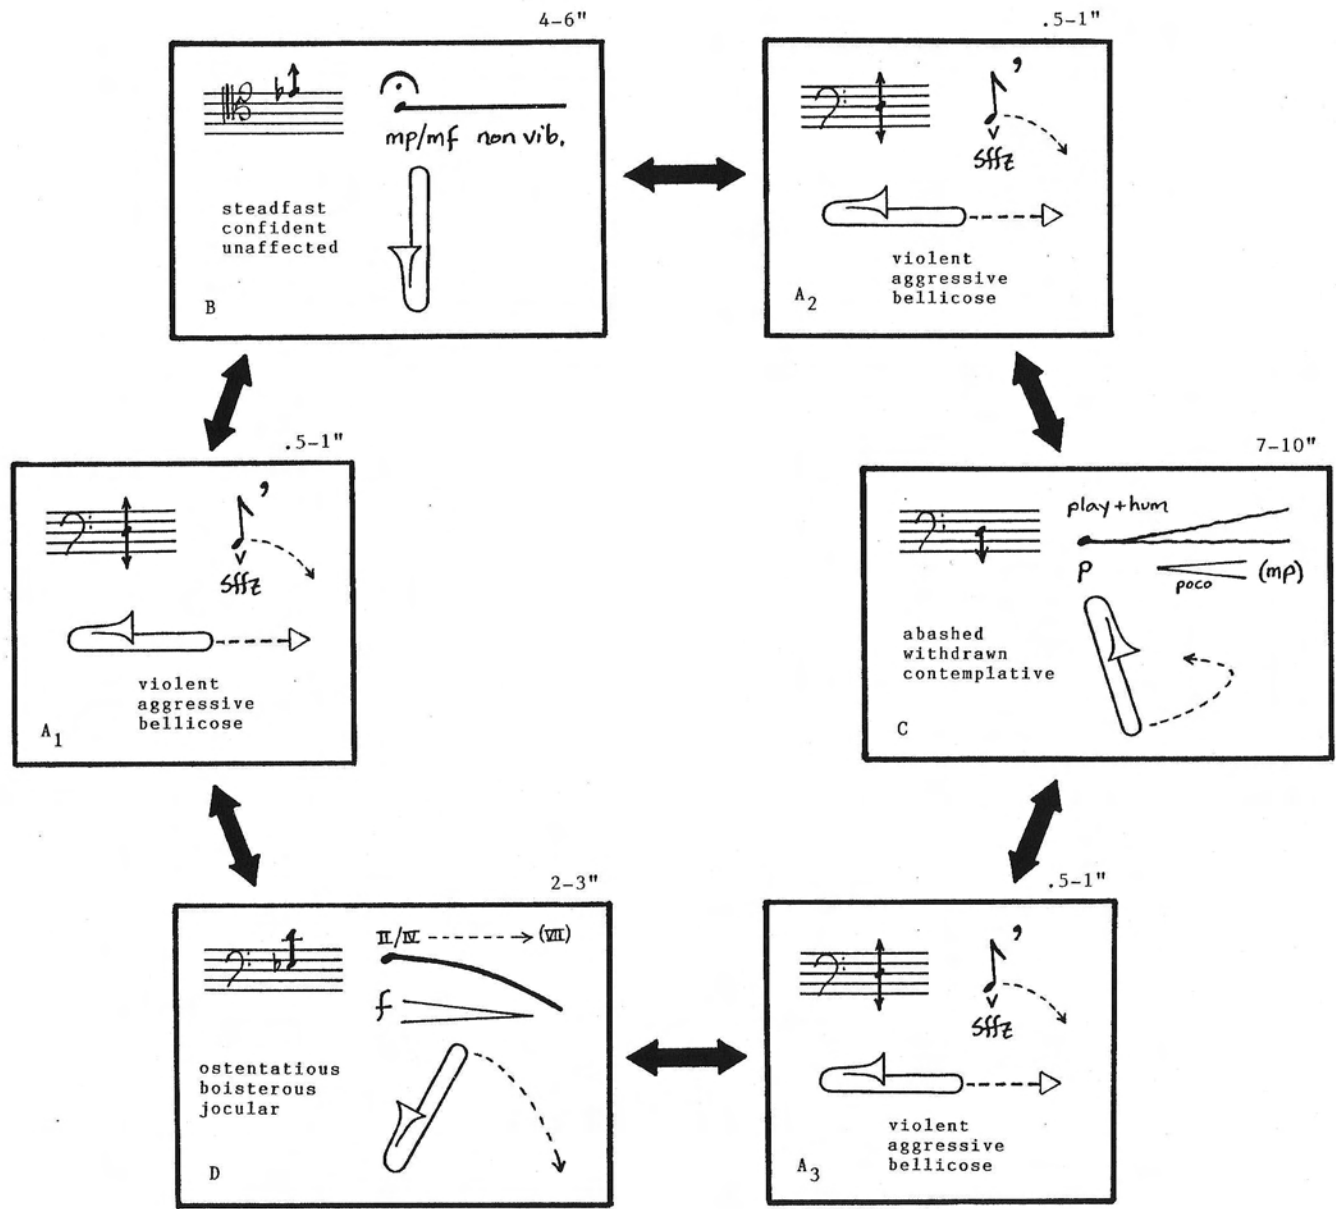 4-6"
mp/mf non vib.
steadfast
confident
unaffected
B
.5-1"
sffz
violent
aggressive
bellicose
A2
.5-1"
sffz
violent
aggressive
bellicose
A1
7-10"
play+hum
p poco (mp)
abashed
withdrawn
contemplative
C
2-3"
II/IV (VII)
f
ostentatious
boisterous
jocular
D
.5-1"
sffz
violent
aggressive
bellicose
A3